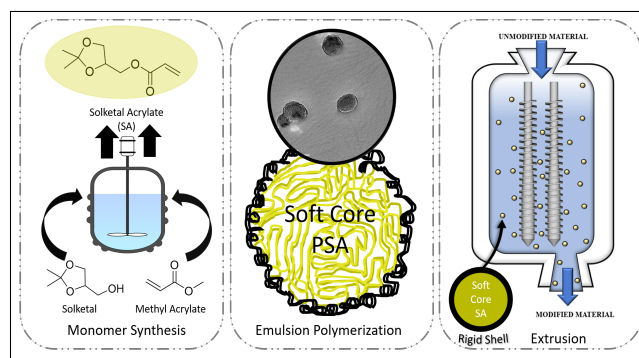 O
O
O
O
Solketal Acrylate
(SA)
O
O
OH
Solketal
O
O
Methyl Acrylate
Monomer Synthesis
Soft Core
PSA
Emulsion Polymerization
UNMODIFIED MATERIAL
Soft
Core
SA
Rigid Shell
MODIFIED MATERIAL
Extrusion